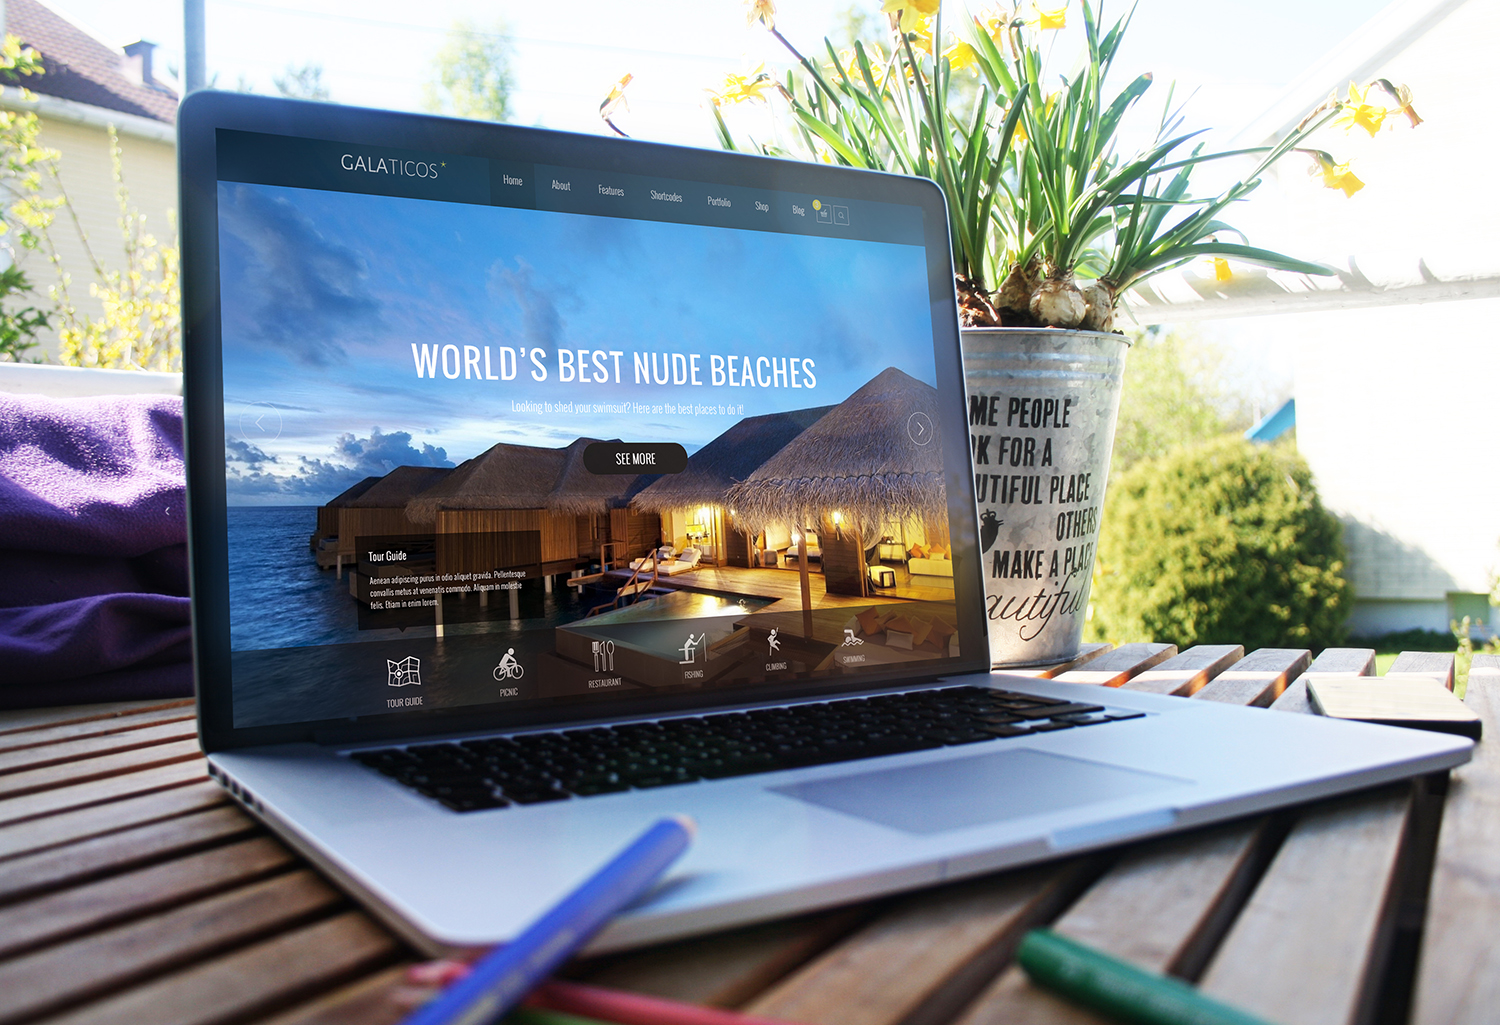 GALATICOS*
Home About Features Shortcodes Portfolio Shop Blog
WORLD'S BEST NUDE BEACHES
Looking to shed your swimsuit? Here are the best places to do it!
SEE MORE
Tour Guide
Aenean adipiscing purus in odio aliquet gravida. Pellentesque
convallis metus at venenatis commodo. Aliquam in molestie
felis. Etiam in enim lorem.
TOUR GUIDE PICNIC RESTAURANT FISHING CLIMBING SWIMMING
ME PEOPLE
K FOR A
UTIFUL PLACE
OTHERS
MAKE A PLAC
autiful